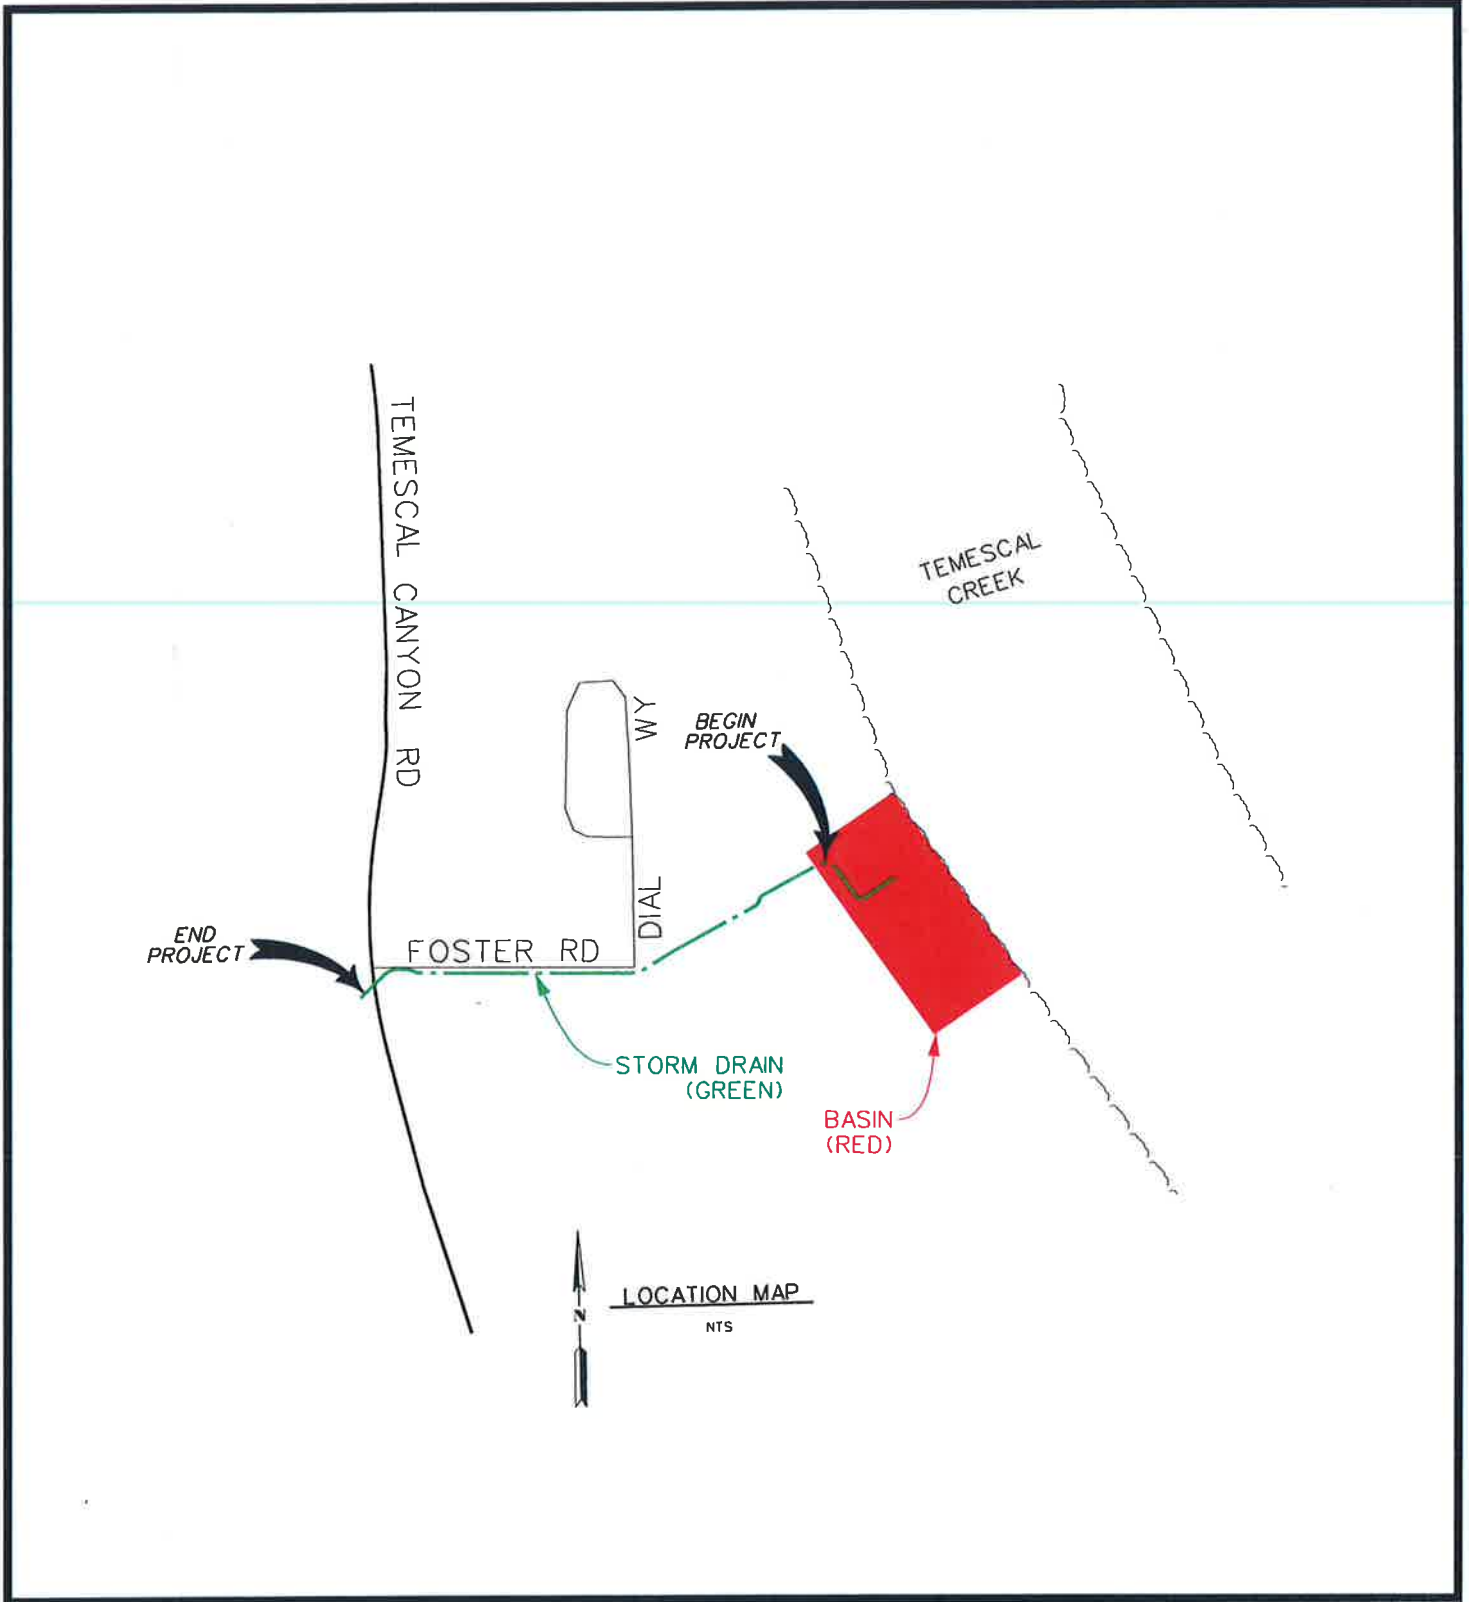 TEMESCAL CANYON RD
TEMESCAL
CREEK
WY
BEGIN
PROJECT
DIAL
END
PROJECT
FOSTER RD
STORM DRAIN
(GREEN)
BASIN
(RED)
N
LOCATION MAP
NTS